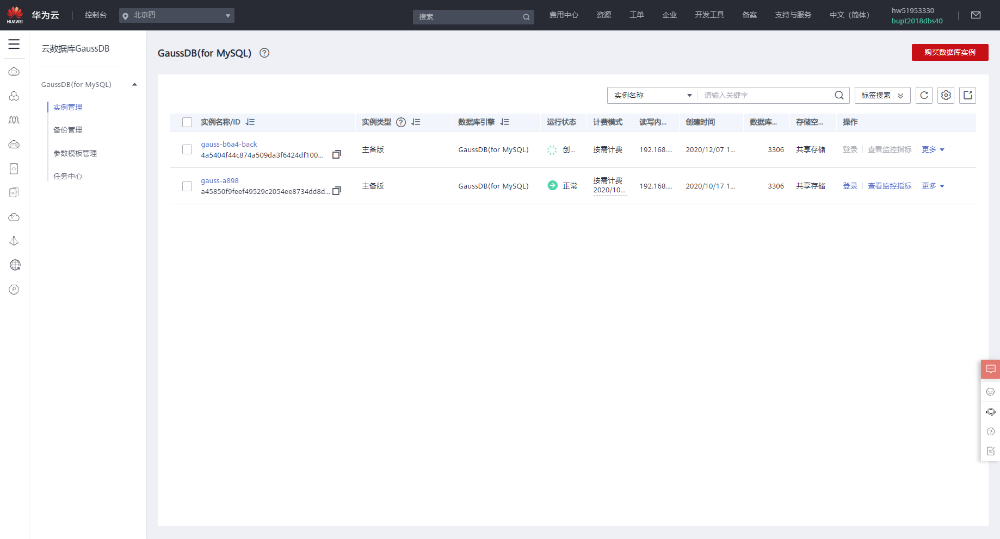 HUAWEI
华为云
控制台
北京四
搜索
费用中心
资源
工单
企业
开发工具
备案
支持与服务
中文（简体）
hw51953330
bupt2018dbs40
云数据库GaussDB
GaussDB(for MySQL)
实例管理
备份管理
参数模板管理
任务中心
GaussDB(for MySQL) ?
购买数据库实例
实例名称
请输入关键字
标签搜索
实例名称/ID 实例类型 ? 数据库引擎 运行状态 计费模式 读写内... 创建时间 数据库... 存储空... 操作
gauss-b6a4-back
4a5404f44c874a509da3f6424df100... 主备版 GaussDB(for MySQL) 创... 按需计费 192.168.... 2020/12/07 1... 3306 共享存储 登录 查看监控指标 更多
gauss-a898
a45850f9feef49529c2054ee8734dd8d... 主备版 GaussDB(for MySQL) 正常 按需计费 2020/10... 192.168.... 2020/10/17 1... 3306 共享存储 登录 查看监控指标 更多
IP